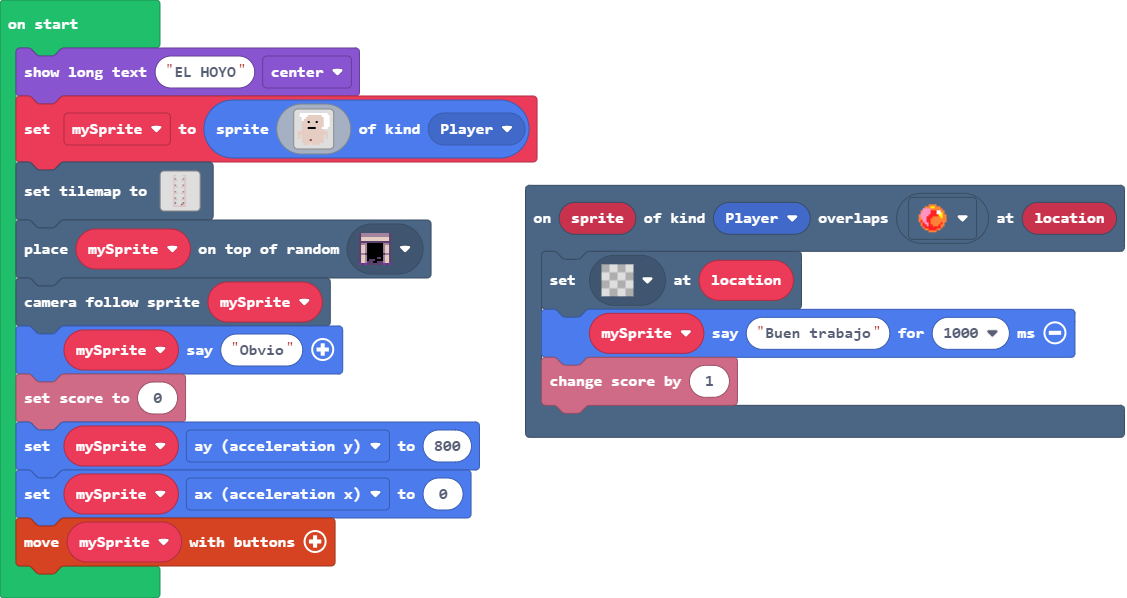 on start
show long text "EL HOYO" center
set mySprite to sprite of kind Player
set tilemap to
place mySprite on top of random
camera follow sprite mySprite
mySprite say "Obvio"
set score to 0
set mySprite ay (acceleration y) to 800
set mySprite ax (acceleration x) to 0
move mySprite with buttons
on sprite of kind Player overlaps at location
set at location
mySprite say "Buen trabajo" for 1000 ms
change score by 1